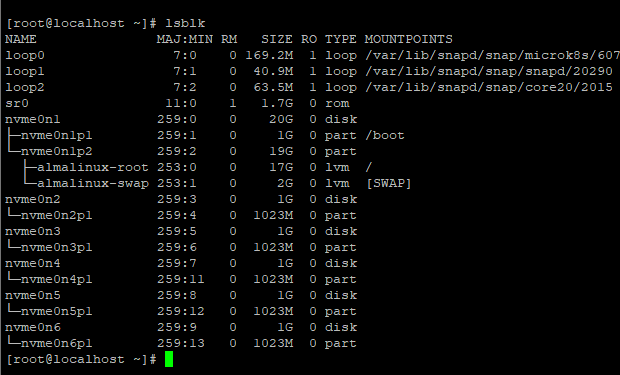 [root@localhost ~]# lsblk
NAME               MAJ:MIN RM   SIZE RO TYPE MOUNTPOINTS
loop0                7:0    0 169.2M  1 loop /var/lib/snapd/snap/microk8s/607
loop1                7:1    0  40.9M  1 loop /var/lib/snapd/snap/snapd/20290
loop2                7:2    0  63.5M  1 loop /var/lib/snapd/snap/core20/2015
sr0                 11:0    1   1.7G  0 rom
nvme0n1            259:0    0    20G  0 disk
├─nvme0n1p1        259:1    0     1G  0 part /boot
└─nvme0n1p2        259:2    0    19G  0 part
  ├─almalinux-root 253:0    0    17G  0 lvm  /
  └─almalinux-swap 253:1    0     2G  0 lvm  [SWAP]
nvme0n2            259:3    0     1G  0 disk
└─nvme0n2p1        259:4    0  1023M  0 part
nvme0n3            259:5    0     1G  0 disk
└─nvme0n3p1        259:6    0  1023M  0 part
nvme0n4            259:7    0     1G  0 disk
└─nvme0n4p1        259:11   0  1023M  0 part
nvme0n5            259:8    0     1G  0 disk
└─nvme0n5p1        259:12   0  1023M  0 part
nvme0n6            259:9    0     1G  0 disk
└─nvme0n6p1        259:13   0  1023M  0 part
[root@localhost ~]#